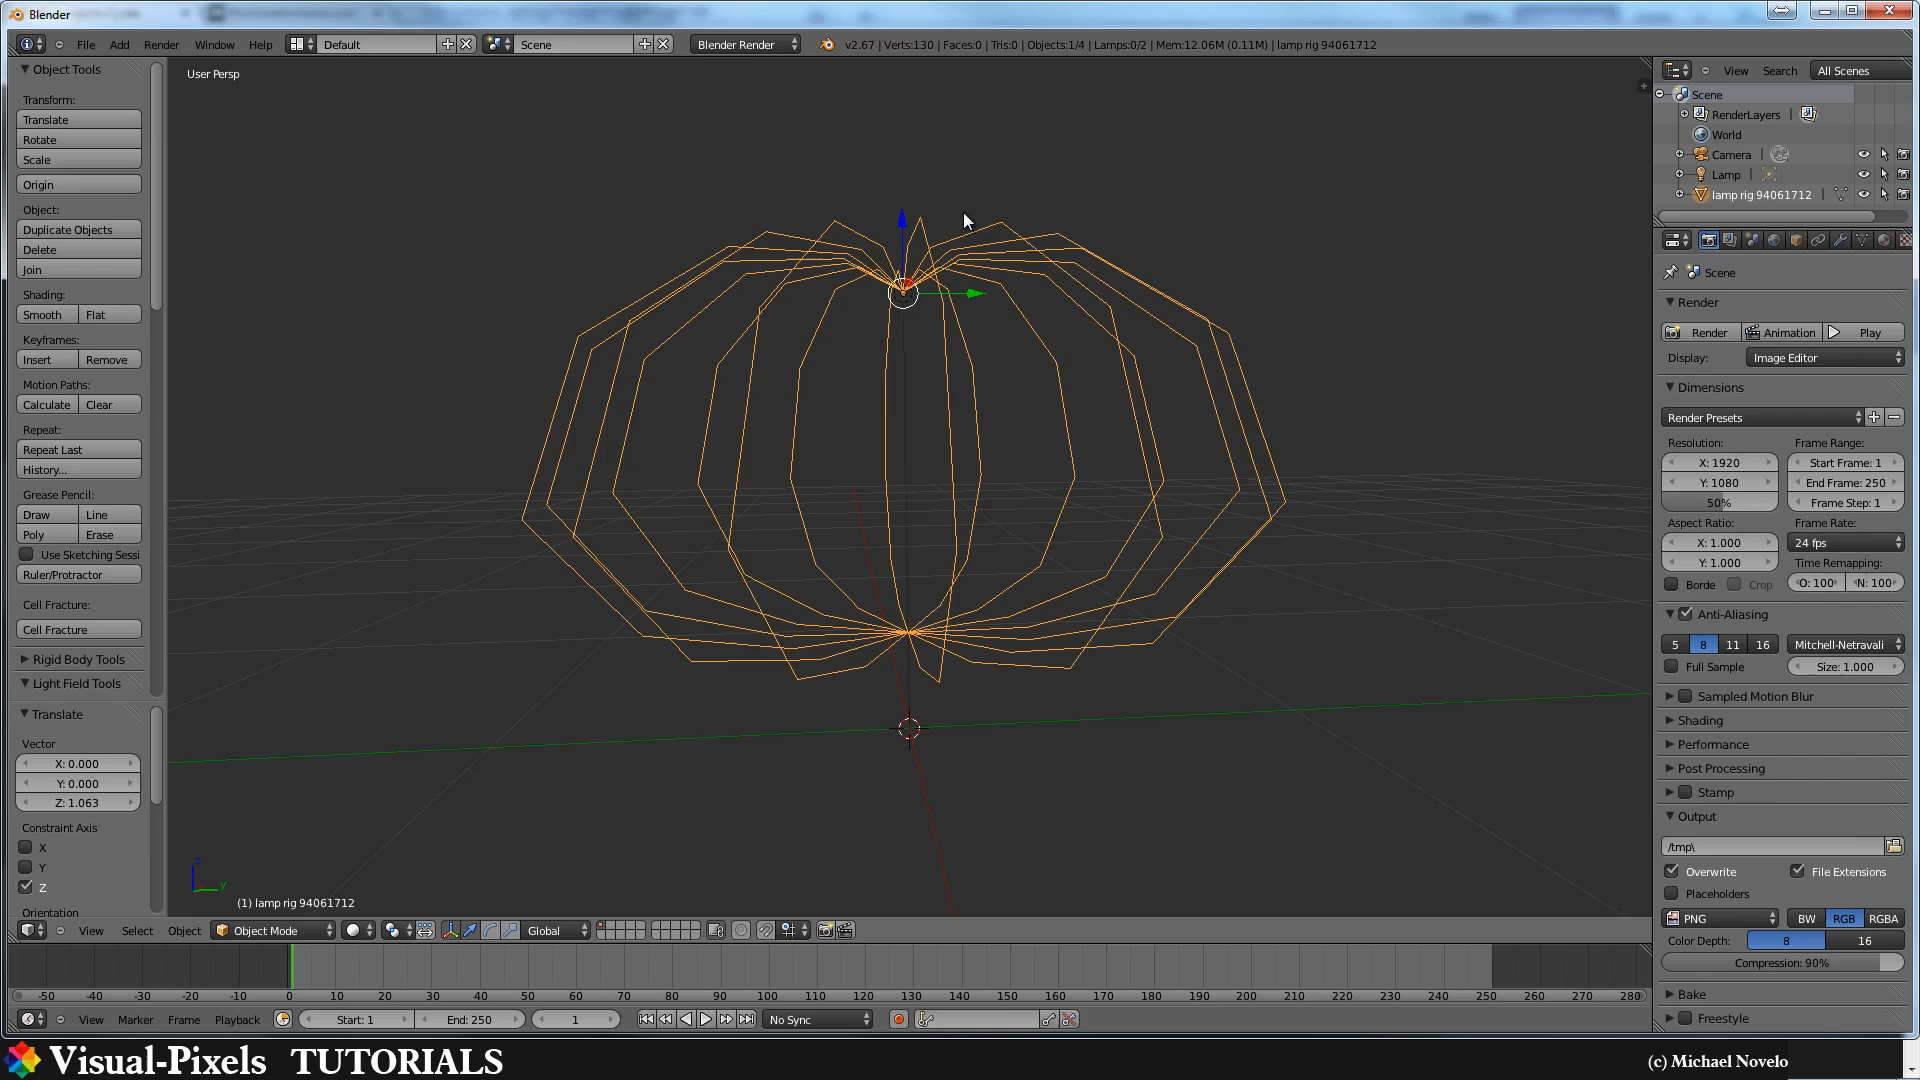 Blender
File Add Render Window Help Default Scene Blender Render v2.67 | Verts:130 | Faces:0 | Tris:0 | Objects:1/4 | Lamps:0/2 | Mem:12.06M (0.11M) | lamp rig 94061712
Object Tools
Transform:
Translate
Rotate
Scale
Origin
Object:
Duplicate Objects
Delete
Join
Shading:
Smooth Flat
Keyframes:
Insert Remove
Motion Paths:
Calculate Clear
Repeat:
Repeat Last
History...
Grease Pencil:
Draw Line
Poly Erase
Use Sketching Sessi
Ruler/Protractor
Cell Fracture:
Cell Fracture
Rigid Body Tools
Light Field Tools
Translate
Vector
X: 0.000
Y: 0.000
Z: 1.063
Constraint Axis
X
Y
Z
Orientation
User Persp
z
y
(1) lamp rig 94061712
View Select Object Object Mode Global
-50 -40 -30 -20 -10 0 10 20 30 40 50 60 70 80 90 100 110 120 130 140 150 160 170 180 190 200 210 220 230 240 250 260 270 280
View Marker Frame Playback Start: 1 End: 250 1 No Sync
View Search All Scenes
Scene
RenderLayers |
World
Camera |
Lamp |
lamp rig 94061712 |
Scene
Render
Render Animation Play
Display: Image Editor
Dimensions
Render Presets
Resolution: Frame Range:
X: 1920 Start Frame: 1
Y: 1080 End Frame: 250
50% Frame Step: 1
Aspect Ratio: Frame Rate:
X: 1.000 24 fps
Y: 1.000 Time Remapping:
Borde Crop O: 100 N: 100
Anti-Aliasing
5 8 11 16 Mitchell-Netravali
Full Sample Size: 1.000
Sampled Motion Blur
Shading
Performance
Post Processing
Stamp
Output
/tmp\
Overwrite File Extensions
Placeholders
PNG BW RGB RGBA
Color Depth: 8 16
Compression: 90%
Bake
Freestyle
Visual-Pixels TUTORIALS
(c) Michael Novelo